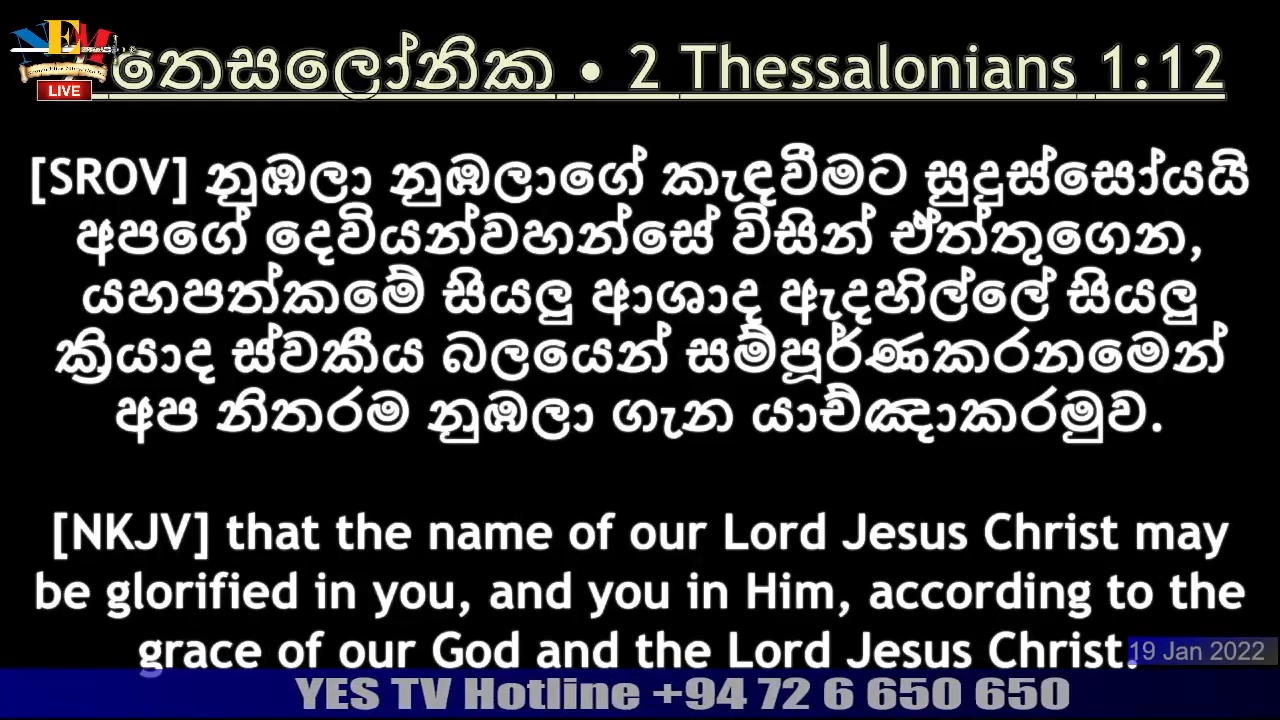 NEM
LIVE
තෙසලෝනික • 2 Thessalonians 1:12
[SROV] නුඹලා නුඹලාගේ කැඳවීමට සුදුස්සෝයයි
අපගේ දෙවියන්වහන්සේ විසින් ඒත්තුගෙන,
යහපත්කමේ සියලු ආශාද ඇදහිල්ලේ සියලු
ක්‍රියාද ස්වකීය බලයෙන් සම්පූර්ණකරනමෙන්
අප නිතරම නුඹලා ගැන යාච්ඤාකරමුව.
[NKJV] that the name of our Lord Jesus Christ may
be glorified in you, and you in Him, according to the
grace of our God and the Lord Jesus Christ.
19 Jan 2022
YES TV Hotline +94 72 6 650 650